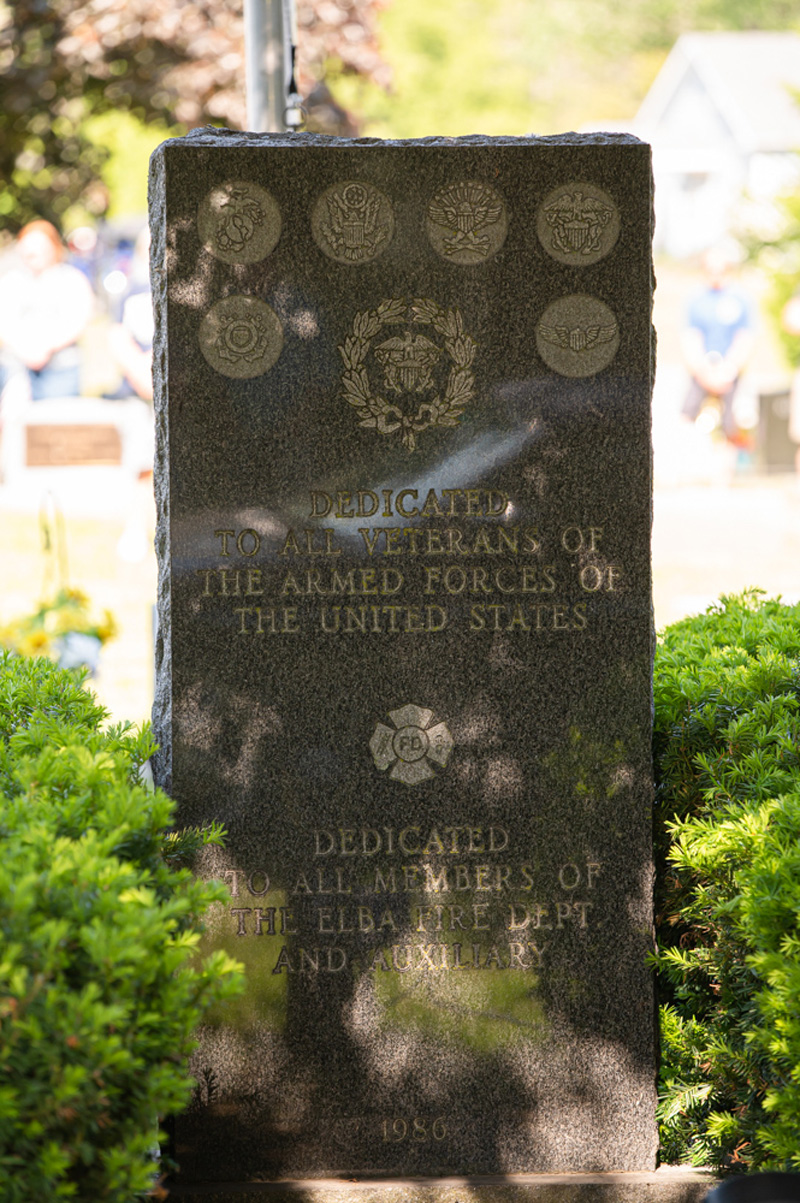 DEDICATED
TO ALL VETERANS OF
THE ARMED FORCES OF
THE UNITED STATES
FD
DEDICATED
TO ALL MEMBERS OF
THE ELBA FIRE DEPT.
AND AUXILIARY
1986